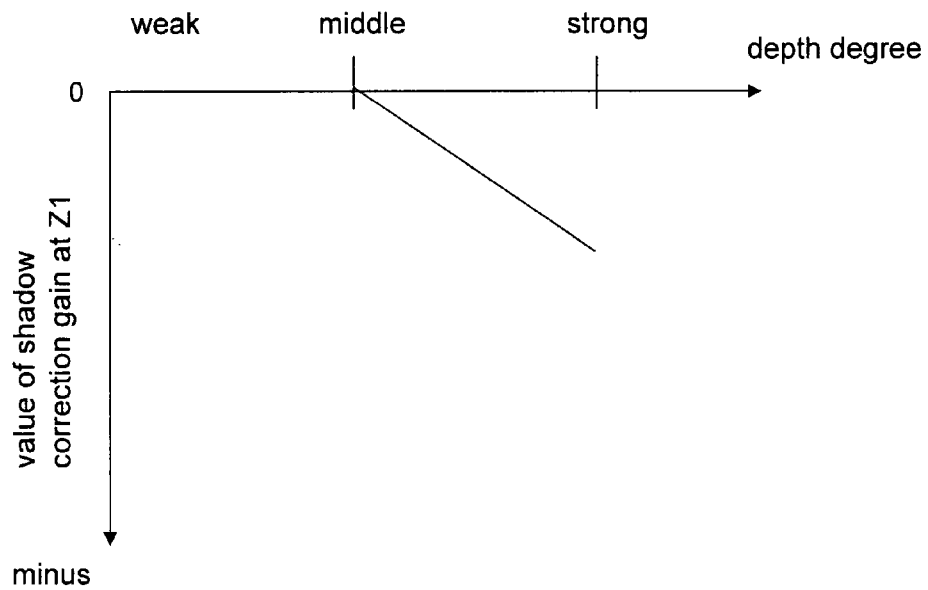 weak middle strong
depth degree
0
value of shadow
correction gain at Z1
minus